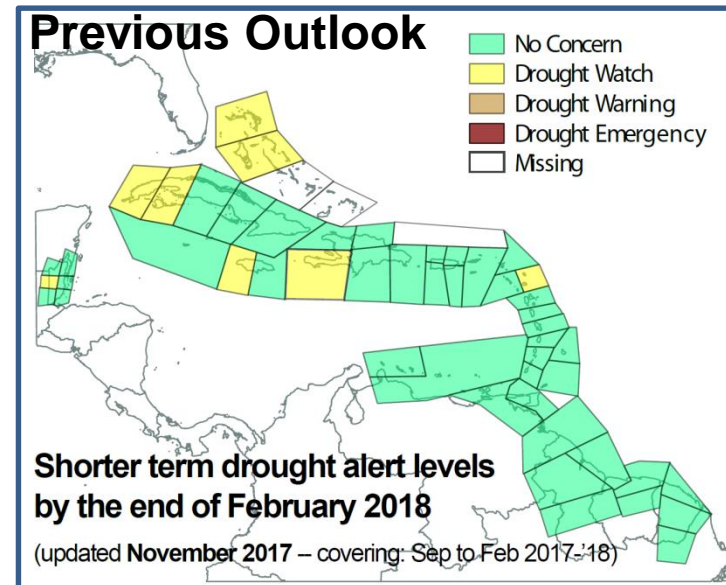 Previous Outlook
No Concern
Drought Watch
Drought Warning
Drought Emergency
Missing
Shorter term drought alert levels
by the end of February 2018
(updated November 2017 – covering: Sep to Feb 2017-'18)